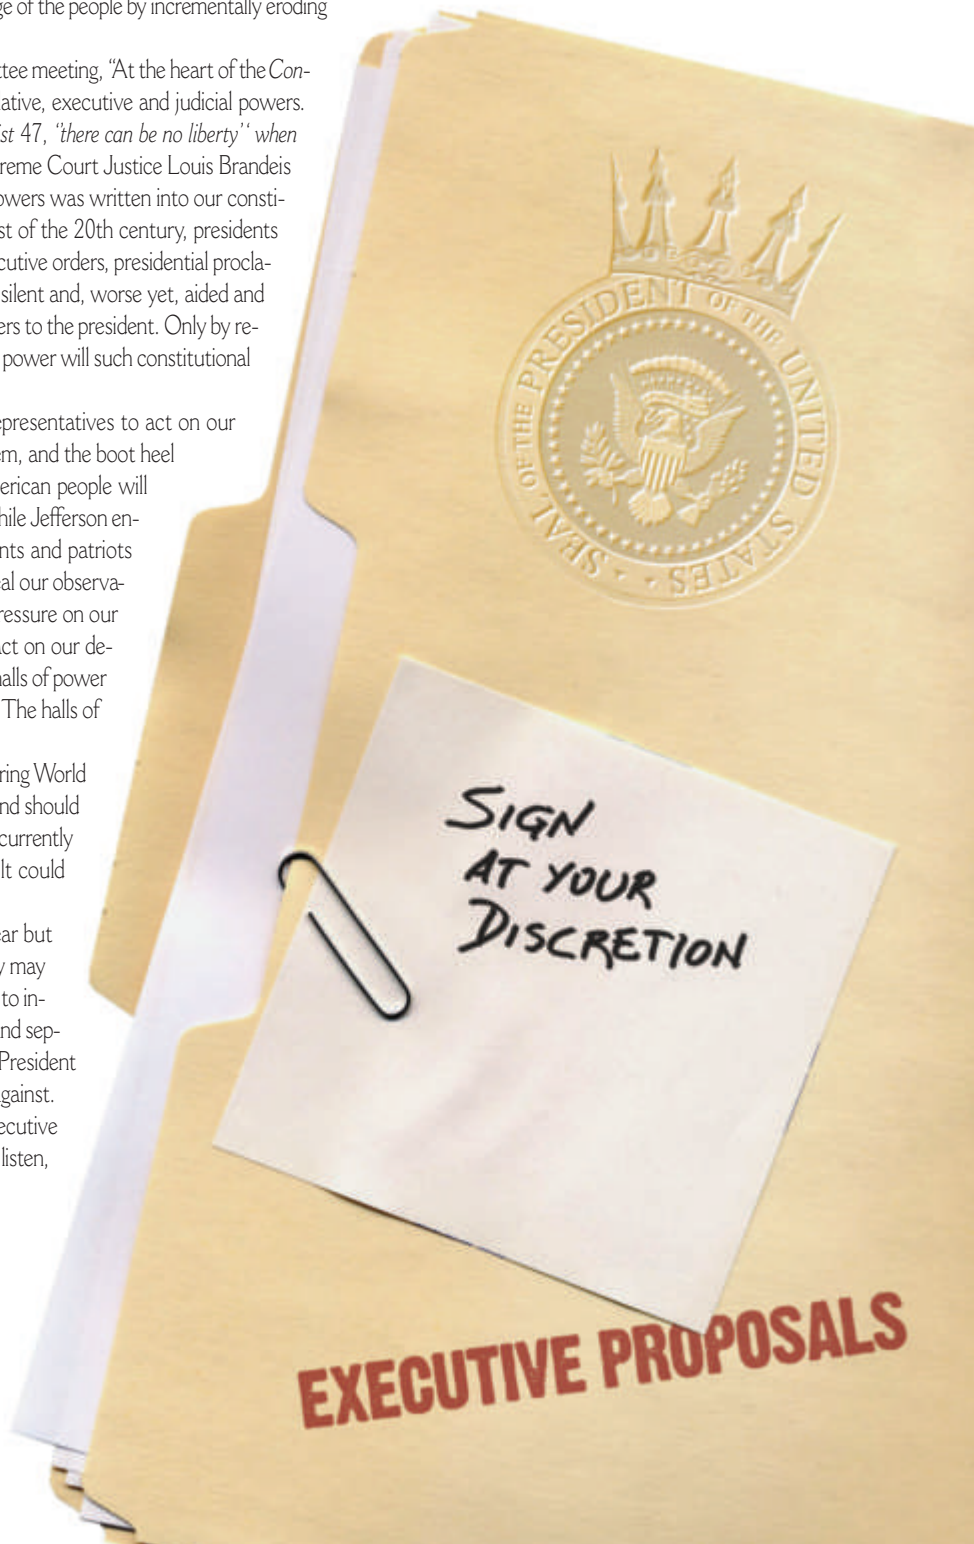 ge of the people by incrementally eroding
ttee meeting, “At the heart of the Con-
ative, executive and judicial powers.
ist 47, ‘‘there can be no liberty’‘ when
reme Court Justice Louis Brandeis
owers was written into our consti-
st of the 20th century, presidents
cutive orders, presidential procla-
silent and, worse yet, aided and
ers to the president. Only by re-
power will such constitutional
epresentatives to act on our
em, and the boot heel
erican people will
hile Jefferson en-
nts and patriots
eal our observa-
ressure on our
act on our de-
halls of power
The halls of
ring World
nd should
currently
It could
ear but
y may
to in-
nd sep-
President
gainst.
ecutive
listen,
SEAL OF THE PRESIDENT OF THE UNITED STATES
SIGN
AT YOUR
DISCRETION
EXECUTIVE PROPOSALS